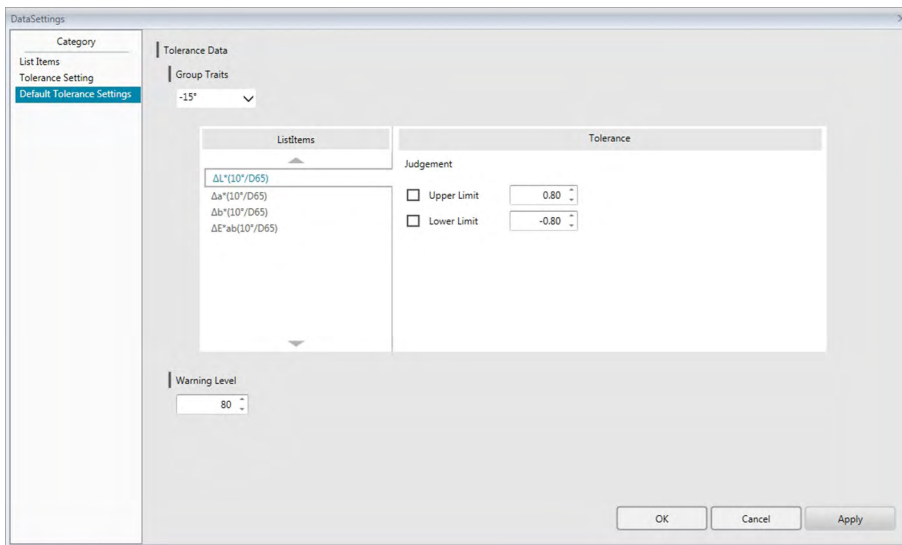 DataSettings
Category
List Items
Tolerance Setting
Default Tolerance Settings
Tolerance Data
Group Traits
-15°
ListItems
ΔL*(10°/D65)
Δa*(10°/D65)
Δb*(10°/D65)
ΔE*ab(10°/D65)
Tolerance
Judgement
Upper Limit 0.80
Lower Limit -0.80
Warning Level
80
OK Cancel Apply